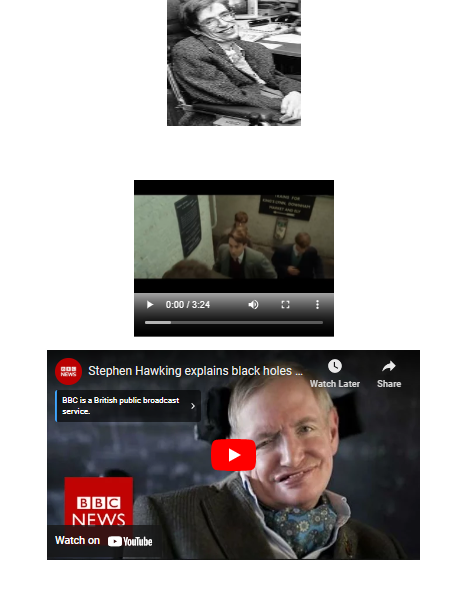 0:00 / 3:24
BBC
NEWS
Stephen Hawking explains black holes ...
Watch Later
Share
BBC is a British public broadcast
service.
BBC
NEWS
Watch on YouTube